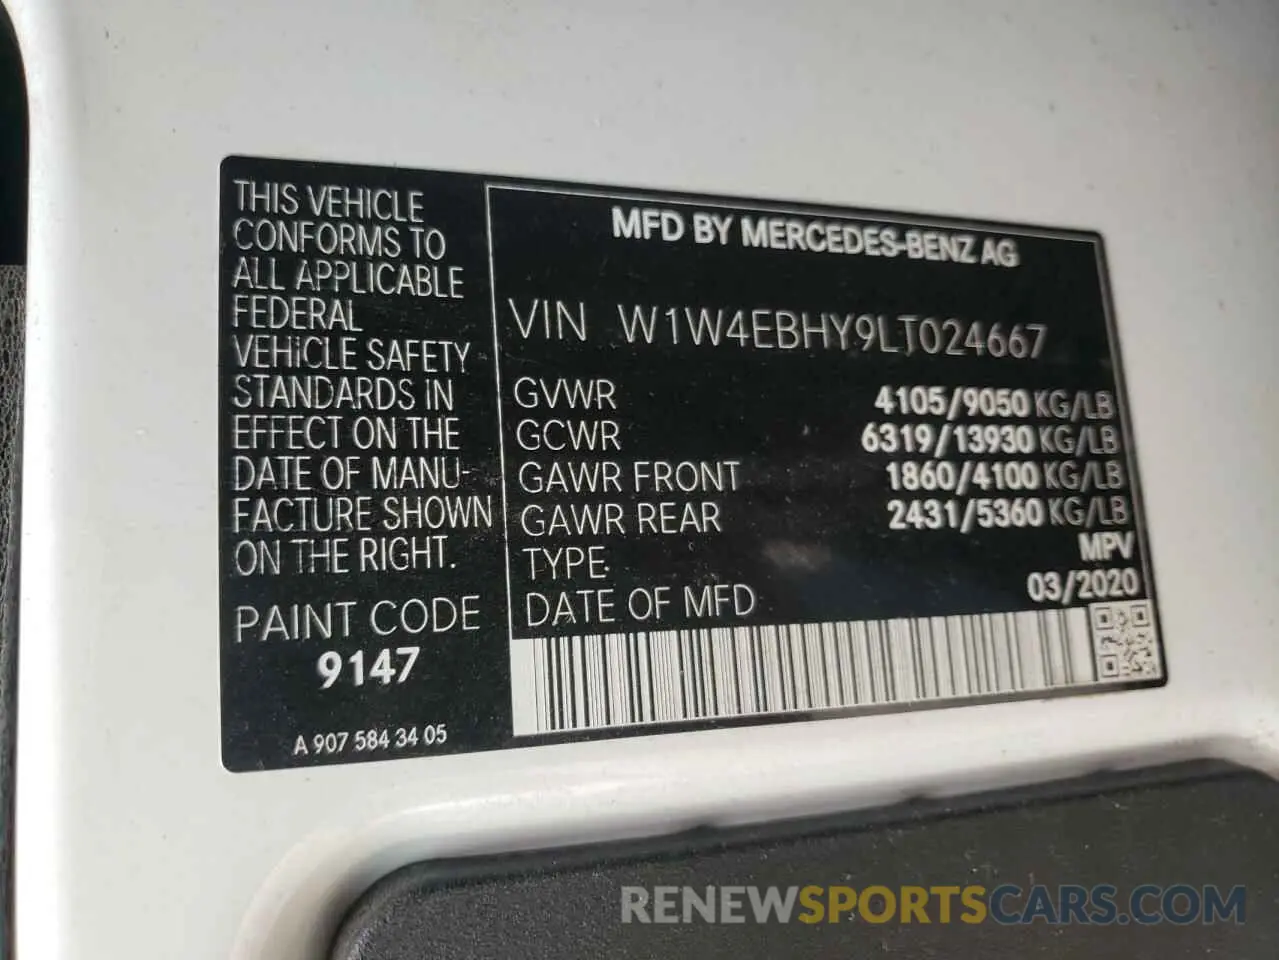 THIS VEHICLE
CONFORMS TO
ALL APPLICABLE
FEDERAL
VEHICLE SAFETY
STANDARDS IN
EFFECT ON THE
DATE OF MANU-
FACTURE SHOWN
ON THE RIGHT.
PAINT CODE
9147
A 907 584 34 05
MFD BY MERCEDES-BENZ AG
VIN W1W4EBHY9LT024667
GVWR 4105/9050 KG/LB
GCWR 6319/13930 KG/LB
GAWR FRONT 1860/4100 KG/LB
GAWR REAR 2431/5360 KG/LB
TYPE: MPV
DATE OF MFD 03/2020
RENEWSPORTSCARS.COM